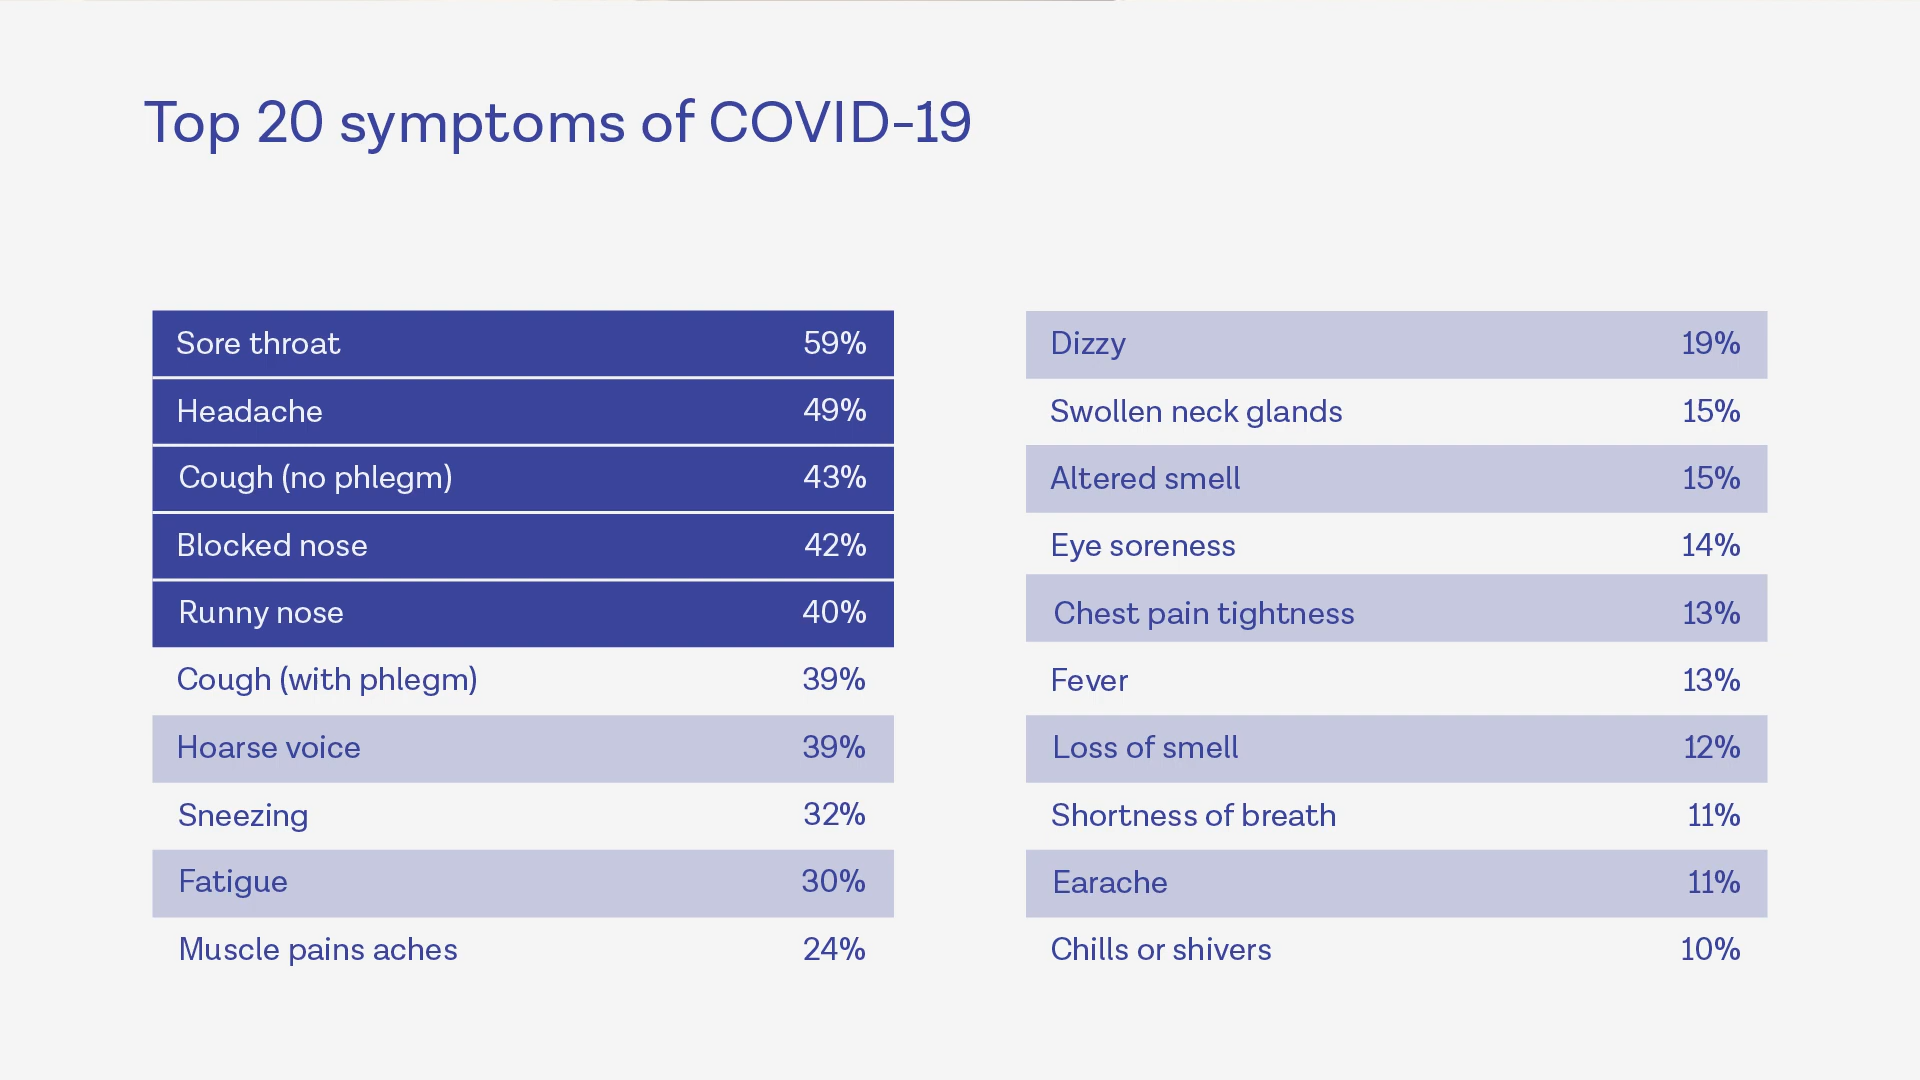 Top 20 symptoms of COVID-19
Sore throat 59%
Headache 49%
Cough (no phlegm) 43%
Blocked nose 42%
Runny nose 40%
Cough (with phlegm) 39%
Hoarse voice 39%
Sneezing 32%
Fatigue 30%
Muscle pains aches 24%
Dizzy 19%
Swollen neck glands 15%
Altered smell 15%
Eye soreness 14%
Chest pain tightness 13%
Fever 13%
Loss of smell 12%
Shortness of breath 11%
Earache 11%
Chills or shivers 10%